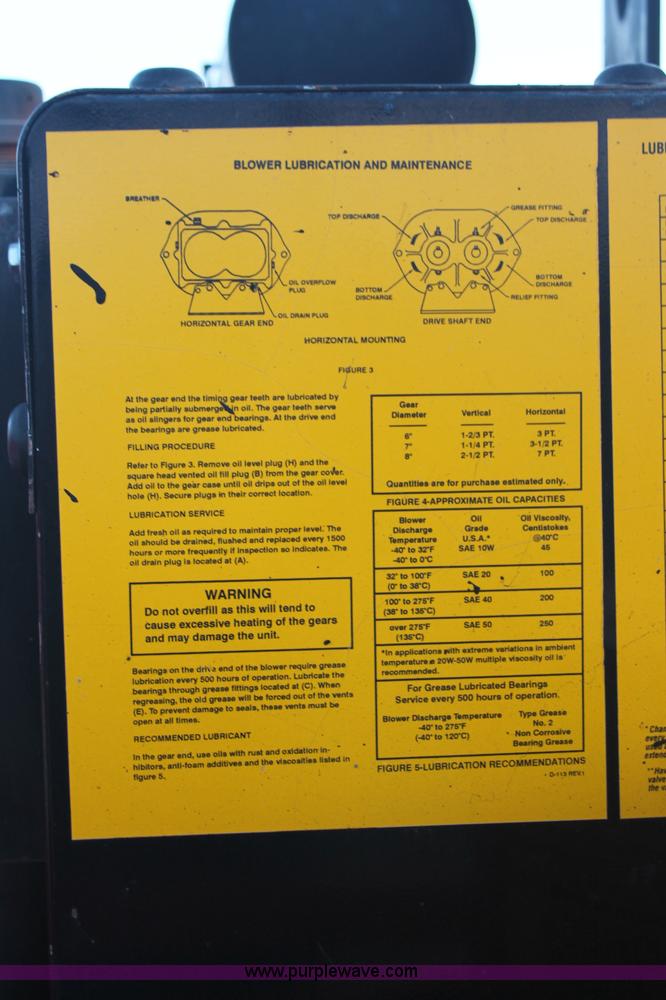 BLOWER LUBRICATION AND MAINTENANCE
BREATHER
OIL OVERFLOW
PLUG
OIL DRAIN PLUG
HORIZONTAL GEAR END
TOP DISCHARGE
GREASE FITTING
TOP DISCHARGE
BOTTOM
DISCHARGE
BOTTOM
DISCHARGE
RELIEF FITTING
DRIVE SHAFT END
HORIZONTAL MOUNTING
FIGURE 3
At the gear end the timing gear teeth are lubricated by
being partially submerged in oil. The gear teeth serve
as oil slingers for gear end bearings. At the drive end
the bearings are grease lubricated.
FILLING PROCEDURE
Refer to Figure 3. Remove oil level plug (H) and the
square head vented oil fill plug (B) from the gear cover.
Add oil to the gear case until oil drips out of the oil level
hole (H). Secure plugs in their correct location.
LUBRICATION SERVICE
Add fresh oil as required to maintain proper level. The
oil should be drained, flushed and replaced every 1500
hours or more frequently if inspection so indicates. The
oil drain plug is located at (A).
WARNING
Do not overfill as this will tend to
cause excessive heating of the gears
and may damage the unit.
Bearings on the drive end of the blower require grease
lubrication every 500 hours of operation. Lubricate the
bearings through grease fittings located at (C). When
regreasing, the old grease will be forced out of the vents
(E). To prevent damage to seals, these vents must be
open at all times.
RECOMMENDED LUBRICANT
In the gear end, use oils with rust and oxidation in-
hibitors, anti-foam additives and the viscosities listed in
figure 5.
Gear
Diameter Vertical Horizontal
6" 1-2/3 PT. 3 PT.
7" 1-1/4 PT. 3-1/2 PT.
8" 2-1/2 PT. 7 PT.
Quantities are for purchase estimated only.
FIGURE 4-APPROXIMATE OIL CAPACITIES
Blower Oil Oil Viscosity,
Discharge Grade Centistokes
Temperature U.S.A.* @40°C
-40° to 32°F SAE 10W 45
-40° to 0°C
32° to 100°F SAE 20 100
(0° to 38°C)
100° to 275°F SAE 40 200
(38° to 135°C)
over 275°F SAE 50 250
(135°C)
*In applications with extreme variations in ambient
temperature a 20W-50W multiple viscosity oil is
recommended.
For Grease Lubricated Bearings
Service every 500 hours of operation.
Blower Discharge Temperature Type Grease
-40° to 275°F No. 2
(-40° to 120°C) Non Corrosive
Bearing Grease
FIGURE 5-LUBRICATION RECOMMENDATIONS
D-113 REV.1
LUB
Chan
every
used
extend
**Hav
valve
the v
www.purplewave.com